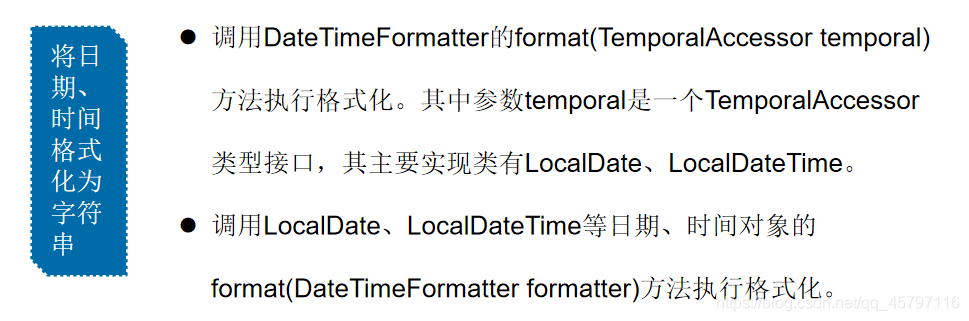 将日
期、
时间
格式
化为
字符
串
● 调用DateTimeFormatter的format(TemporalAccessor temporal)
方法执行格式化。其中参数temporal是一个TemporalAccessor
类型接口，其主要实现类有LocalDate、LocalDateTime。
● 调用LocalDate、LocalDateTime等日期、时间对象的
format(DateTimeFormatter formatter)方法执行格式化。
https://blog.csdn.net/qq_45797116